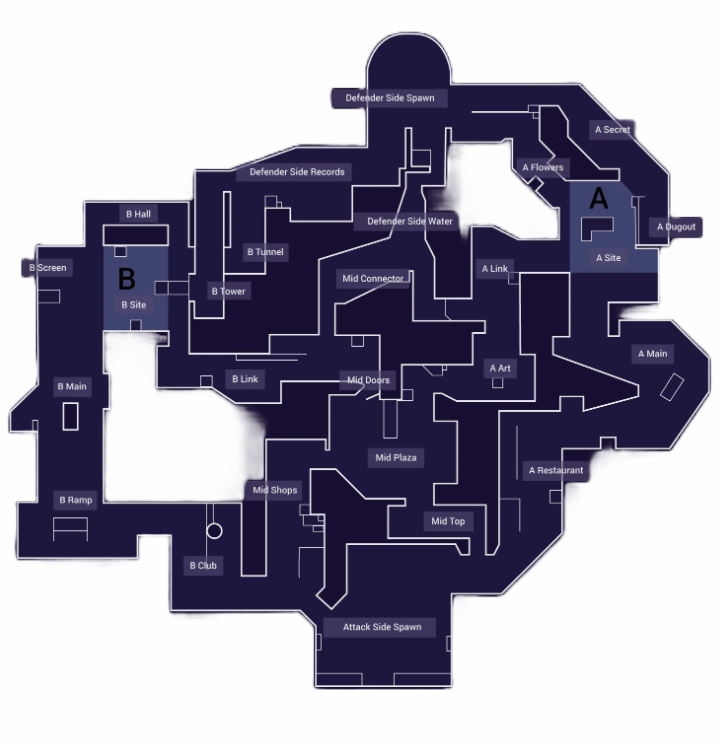 Defender Side Spawn
A Secret
A Flowers
Defender Side Records
A
B Hall
Defender Side Water
A Dugout
B Tunnel
A Site
B Screen
A Link
B
Mid Connector
B Tower
B Site
A Main
A Art
B Link
Mid Doors
B Main
Mid Plaza
A Restaurant
Mid Shops
B Ramp
Mid Top
B Club
Attack Side Spawn